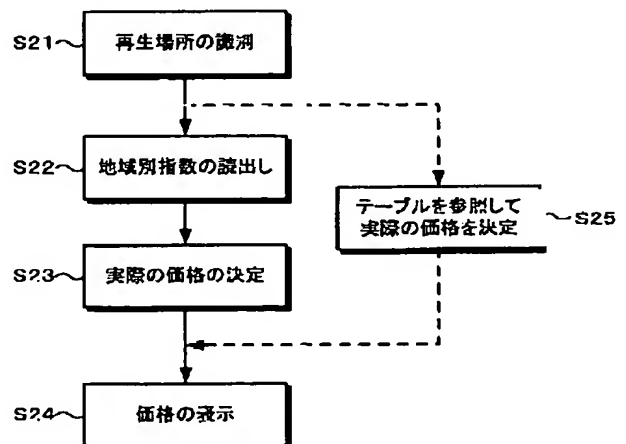 S21
再生場所の識別
S22
地域別指数の読出し
テーブルを参照して
実際の価格を決定
S25
S23
実際の価格の決定
S24
価格の表示